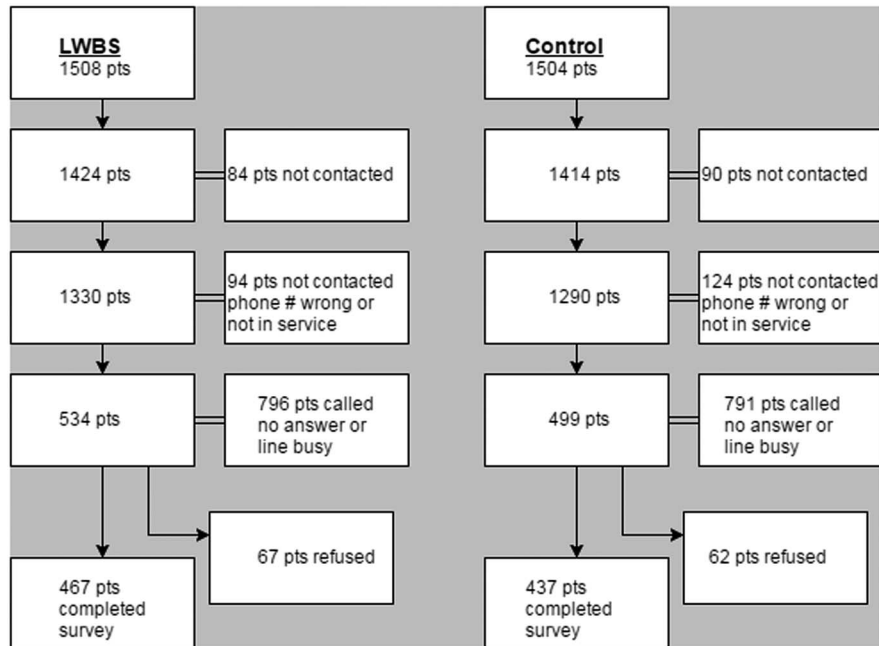 LWBS
1508 pts
1424 pts
84 pts not contacted
1330 pts
94 pts not contacted
phone # wrong or
not in service
534 pts
796 pts called
no answer or
line busy
67 pts refused
467 pts
completed
survey
Control
1504 pts
1414 pts
90 pts not contacted
1290 pts
124 pts not contacted
phone # wrong or
not in service
499 pts
791 pts called
no answer or
line busy
62 pts refused
437 pts
completed
survey